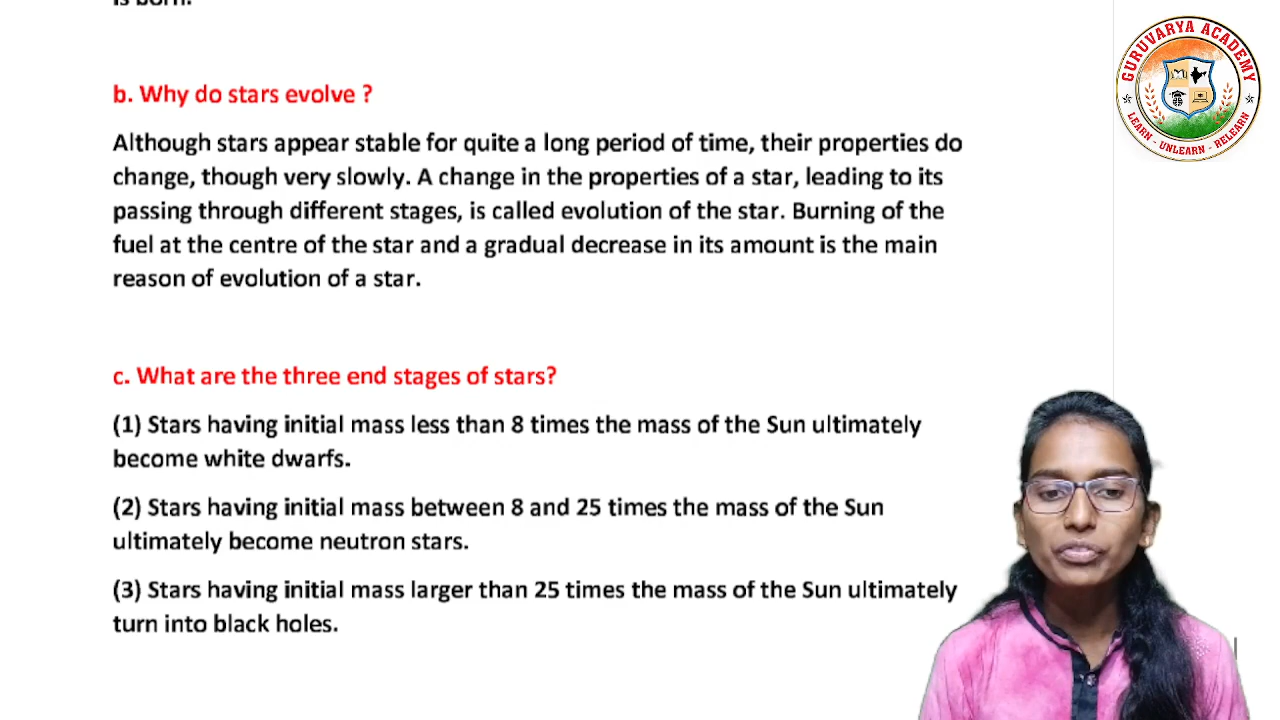 is born.
b. Why do stars evolve ?
Although stars appear stable for quite a long period of time, their properties do
change, though very slowly. A change in the properties of a star, leading to its
passing through different stages, is called evolution of the star. Burning of the
fuel at the centre of the star and a gradual decrease in its amount is the main
reason of evolution of a star.
c. What are the three end stages of stars?
(1) Stars having initial mass less than 8 times the mass of the Sun ultimately
become white dwarfs.
(2) Stars having initial mass between 8 and 25 times the mass of the Sun
ultimately become neutron stars.
(3) Stars having initial mass larger than 25 times the mass of the Sun ultimately
turn into black holes.
GURUVARYA ACADEMY
LEARN - UNLEARN - RELEARN